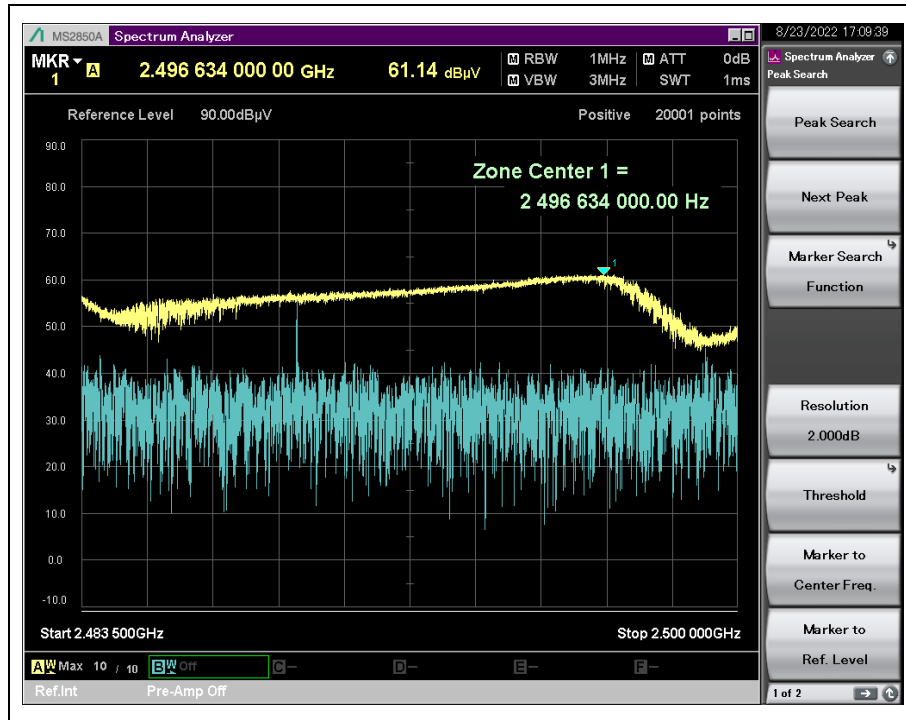 MS2850A Spectrum Analyzer
8/23/2022 17:09:39
MKR 1 A 2.496 634 000 00 GHz 61.14 dBµV
M RBW 1MHz M ATT 0dB
M VBW 3MHz SWT 1ms
Spectrum Analyzer
Peak Search
Reference Level 90.00dBµV Positive 20001 points
90.0
80.0
70.0
60.0
50.0
40.0
30.0
20.0
10.0
0.0
-10.0
Zone Center 1 =
2 496 634 000.00 Hz
1
Start 2.483 500GHz Stop 2.500 000GHz
A W Max 10 / 10 B W Off C- D- E- F-
Ref.Int Pre-Amp Off
Peak Search
Next Peak
Marker Search
Function
Resolution
2.000dB
Threshold
Marker to
Center Freq.
Marker to
Ref. Level
1 of 2